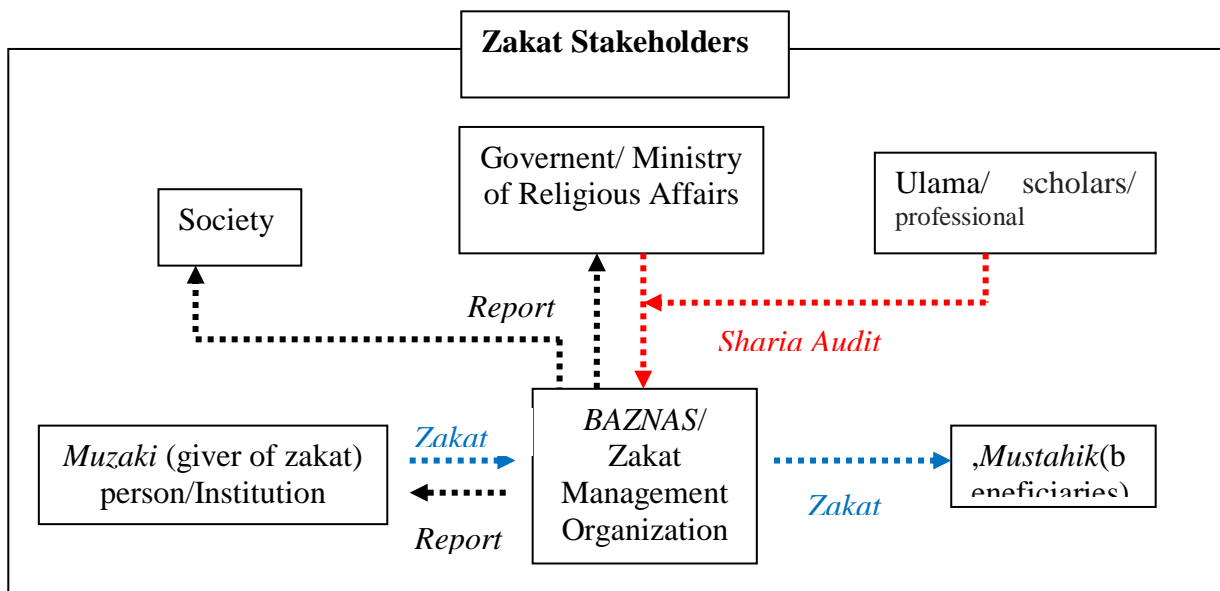 Zakat Stakeholders
Governent/ Ministry
of Religious Affairs
Ulama/ scholars/
professional
Society
Report
Sharia Audit
Muzaki (giver of zakat)
person/Institution
Zakat
Report
BAZNAS/
Zakat
Management
Organization
Zakat
,Mustahik(b
eneficiaries)